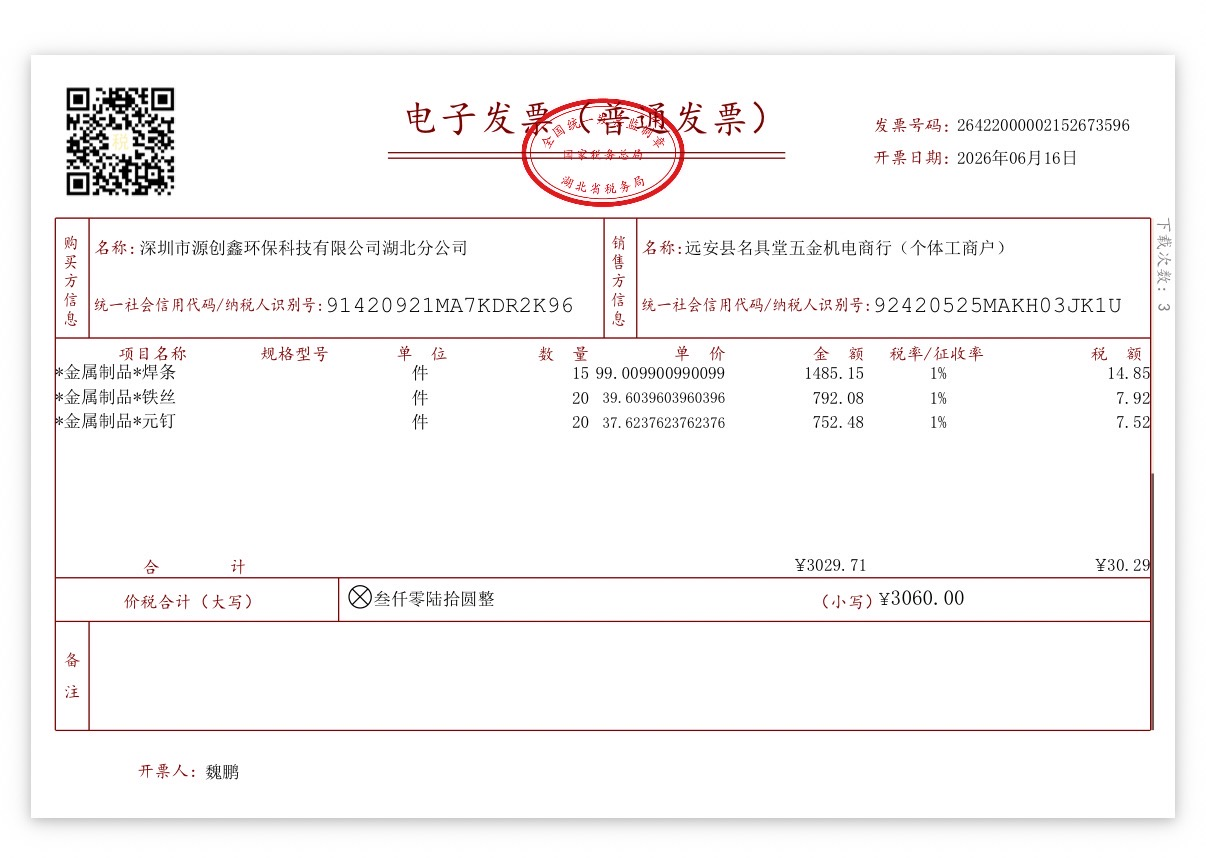 电子发票（普通发票）
全国统一发票监制章
国家税务总局
湖北省税务局
税
发票号码：26422000002152673596
开票日期：2026年06月16日
下载次数：3
购买方信息
名称：深圳市源创鑫环保科技有限公司湖北分公司
统一社会信用代码/纳税人识别号：91420921MA7KDR2K96
销售方信息
名称：远安县名具堂五金机电商行（个体工商户）
统一社会信用代码/纳税人识别号：92420525MAKH03JK1U
项目名称 规格型号 单位 数量 单价 金额 税率/征收率 税额
*金属制品*焊条 件 15 99.009900990099 1485.15 1% 14.85
*金属制品*铁丝 件 20 39.6039603960396 792.08 1% 7.92
*金属制品*元钉 件 20 37.6237623762376 752.48 1% 7.52
合计 ¥3029.71 ¥30.29
价税合计（大写） 叁仟零陆拾圆整 （小写）¥3060.00
备注
开票人：魏鹏